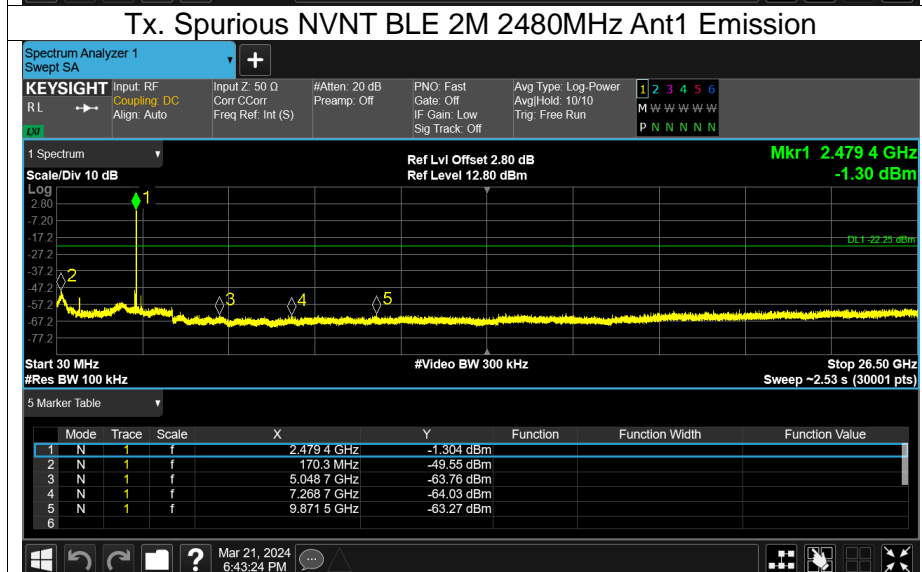 Tx. Spurious NVNT BLE 2M 2480MHz Ant1 Emission
Spectrum Analyzer 1
Swept SA
+
KEYSIGHT Input: RF Input Z: 50 Ω #Atten: 20 dB PNO: Fast Avg Type: Log-Power 1 2 3 4 5 6
R L Coupling: DC Corr CCorr Preamp: Off Gate: Off Avg|Hold: 10/10 M W W W W W
Align: Auto Freq Ref: Int (S) IF Gain: Low Trig: Free Run
LXI Sig Track: Off P N N N N N
1 Spectrum Ref Lvl Offset 2.80 dB Mkr1 2.479 4 GHz
Scale/Div 10 dB Ref Level 12.80 dBm -1.30 dBm
Log
2.80 1
-7.20
-17.2 DL1 -22.25 dBm
-27.2
-37.2 2
-47.2
-57.2 3 4 5
-67.2
-77.2
Start 30 MHz #Video BW 300 kHz Stop 26.50 GHz
#Res BW 100 kHz Sweep ~2.53 s (30001 pts)
5 Marker Table
Mode Trace Scale X Y Function Function Width Function Value
1 N 1 f 2.479 4 GHz -1.304 dBm
2 N 1 f 170.3 MHz -49.55 dBm
3 N 1 f 5.048 7 GHz -63.76 dBm
4 N 1 f 7.268 7 GHz -64.03 dBm
5 N 1 f 9.871 5 GHz -63.27 dBm
6
? Mar 21, 2024
6:43:24 PM